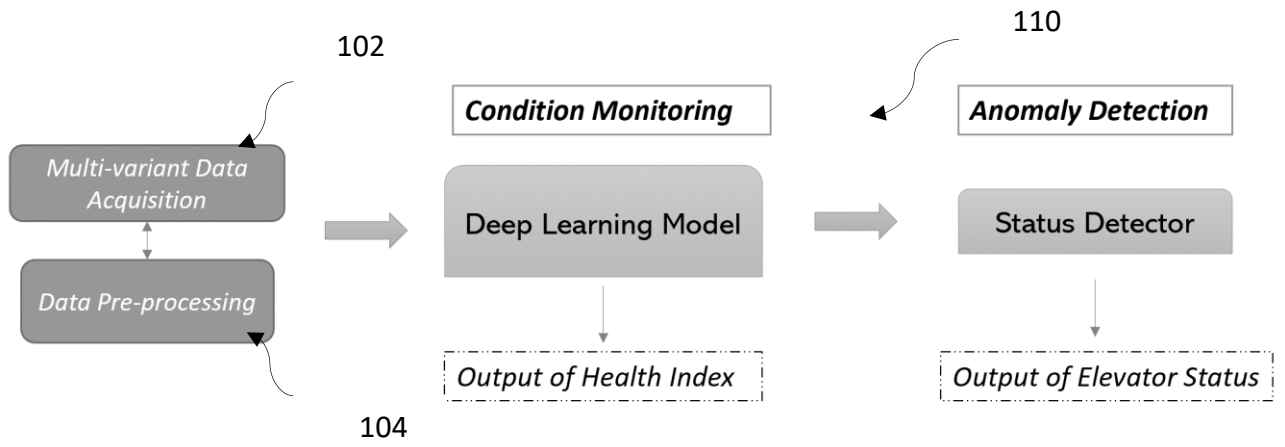 102
110
Condition Monitoring
Anomaly Detection
Multi-variant Data
Acquisition
Deep Learning Model
Status Detector
Data Pre-processing
Output of Health Index
Output of Elevator Status
104